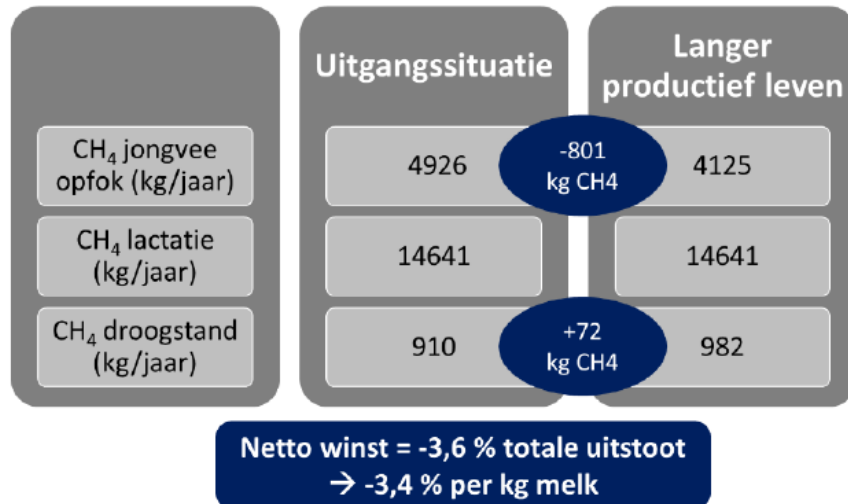 Uitgangssituatie
Langer
productief leven
CH₄ jongvee
opfok (kg/jaar)
4926
-801
kg CH4
4125
CH₄ lactatie
(kg/jaar)
14641
14641
CH₄ droogstand
(kg/jaar)
910
+72
kg CH4
982
Netto winst = -3,6 % totale uitstoot
→ -3,4 % per kg melk